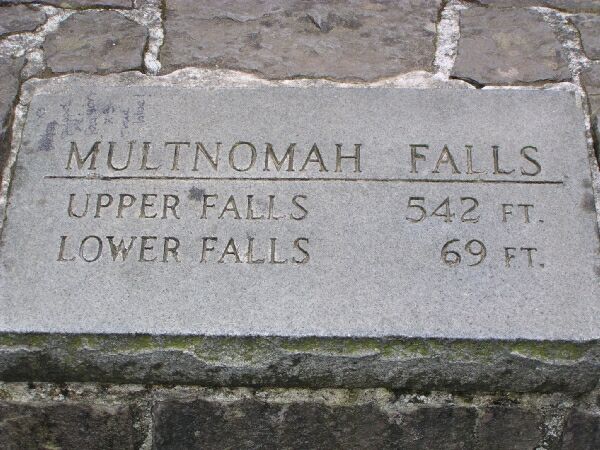 MULTNOMAH FALLS
UPPER FALLS 542 FT.
LOWER FALLS 69 FT.